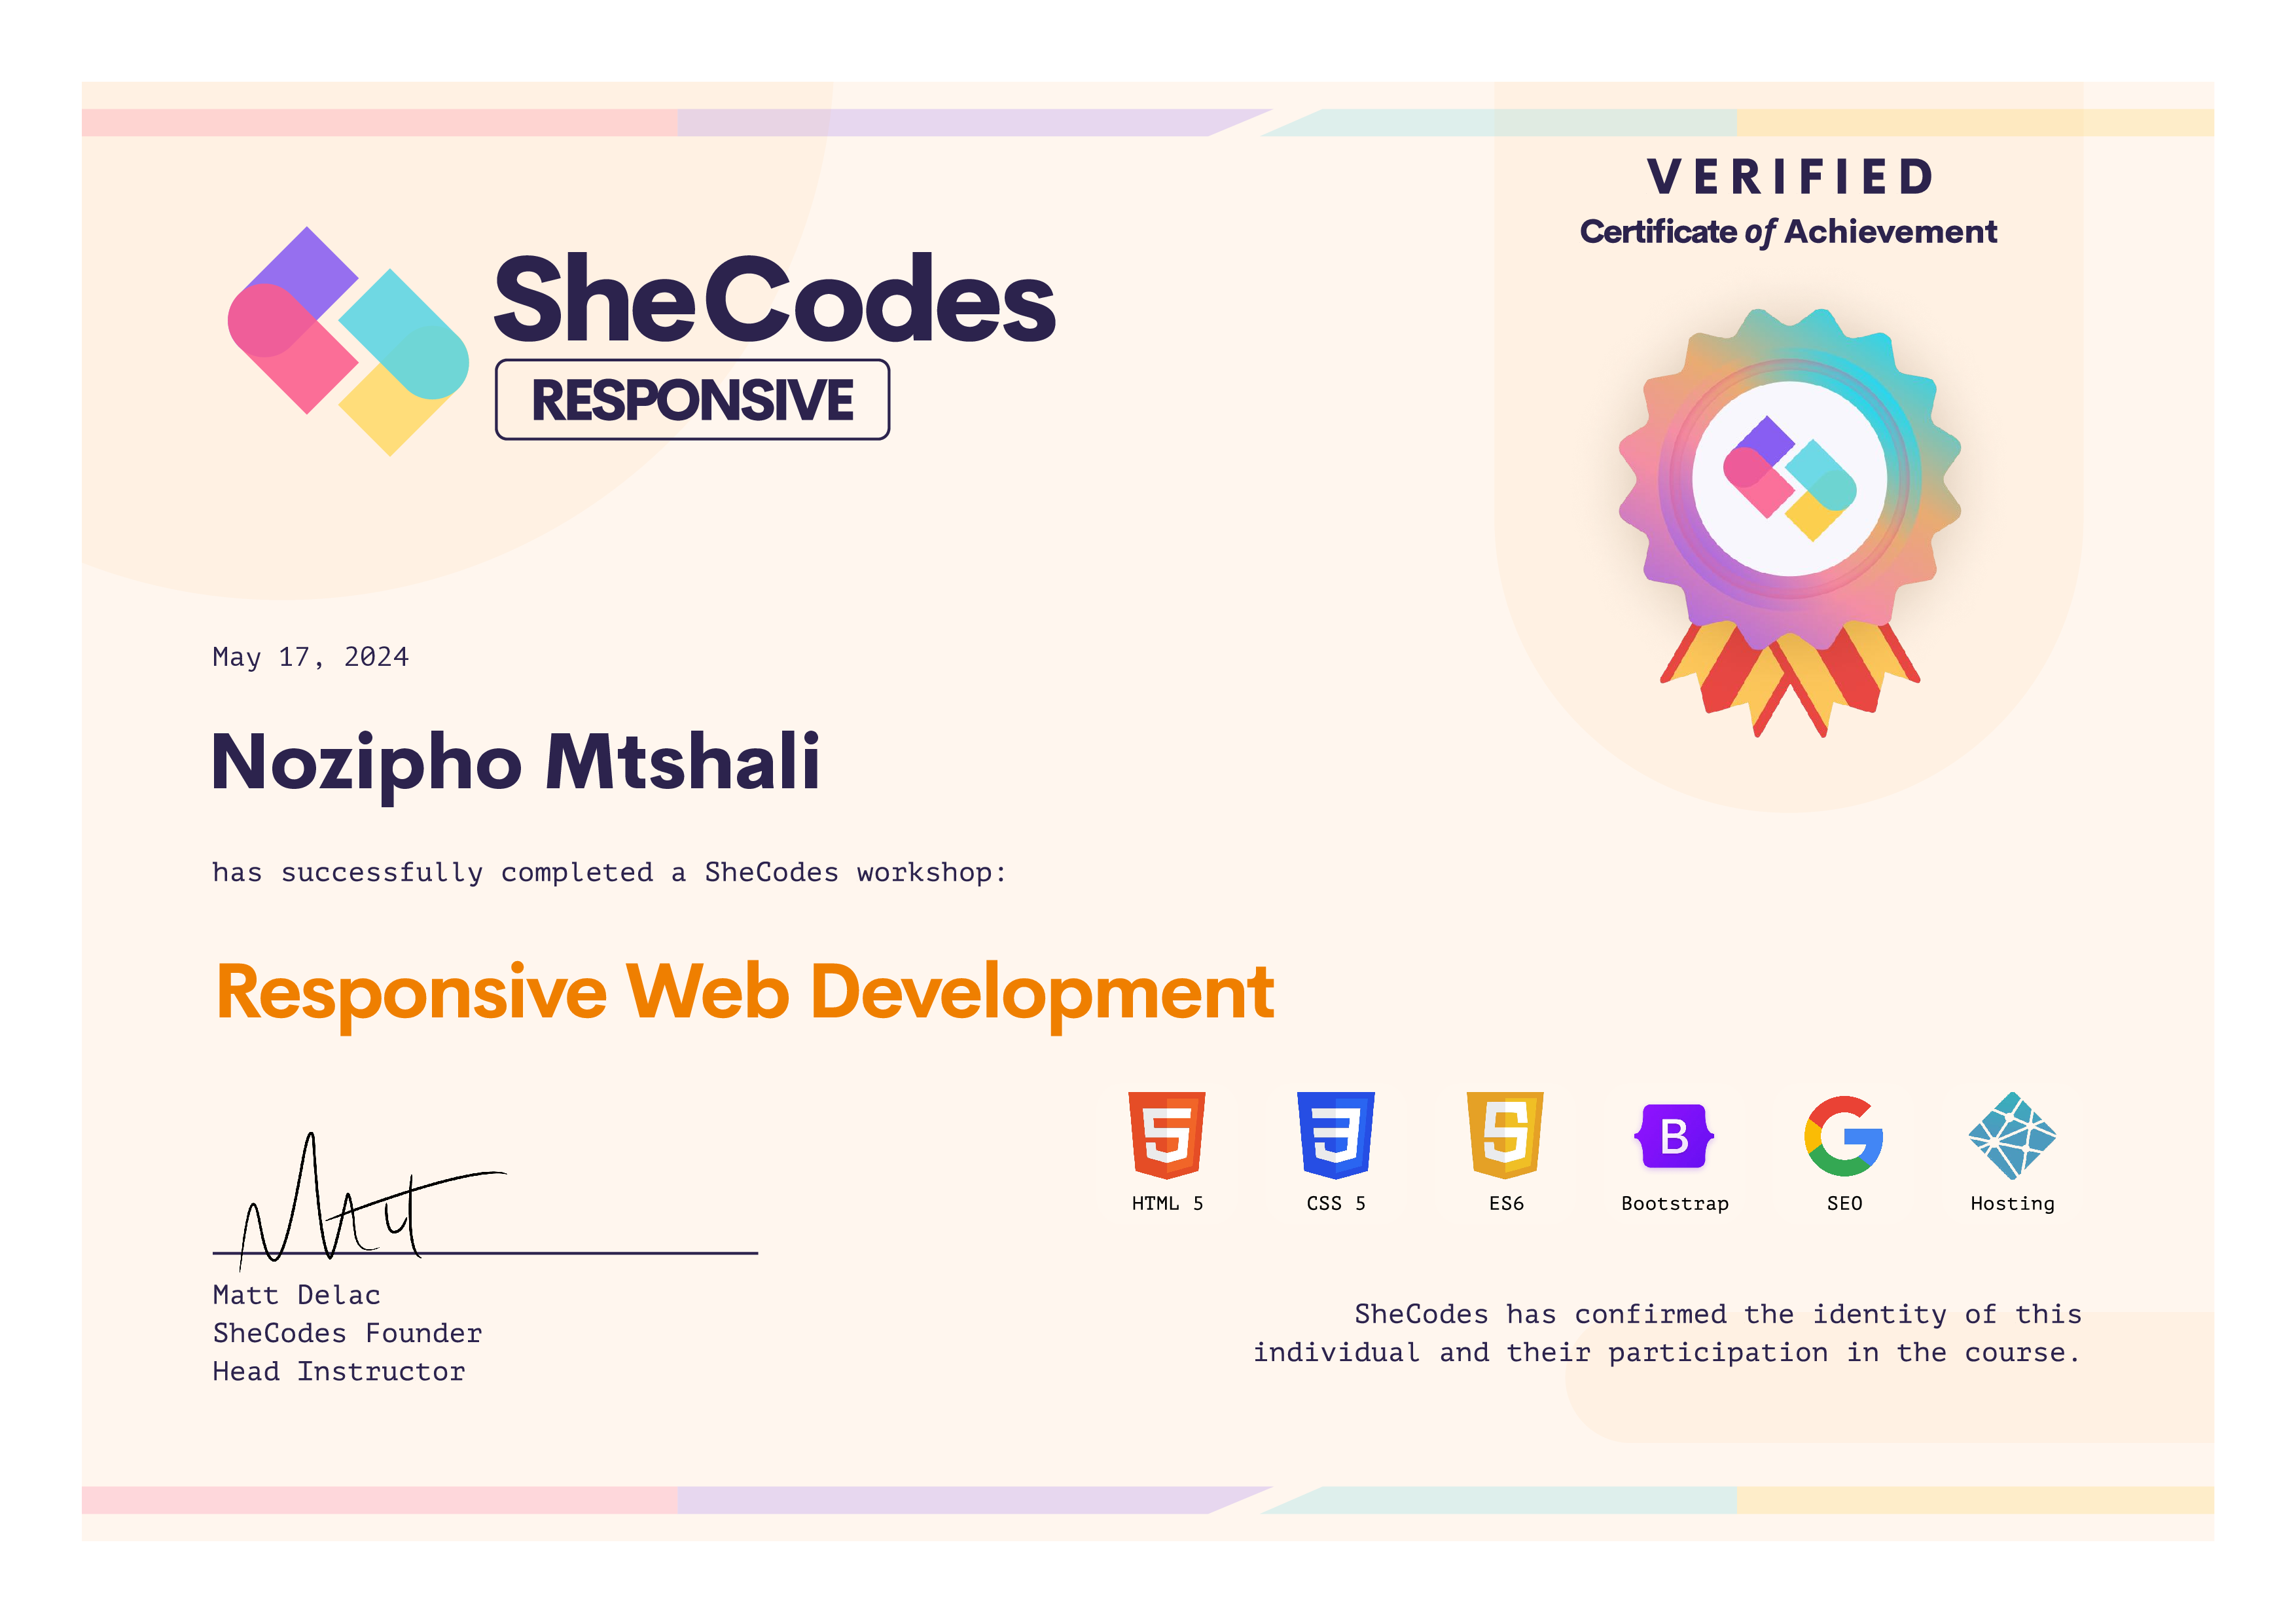 VERIFIED
Certificate of Achievement
SheCodes
RESPONSIVE
May 17, 2024
Nozipho Mtshali
has successfully completed a SheCodes workshop:
Responsive Web Development
HTML 5
CSS 5
ES6
Bootstrap
SEO
Hosting
Matt Delac
SheCodes Founder
Head Instructor
SheCodes has confirmed the identity of this
individual and their participation in the course.